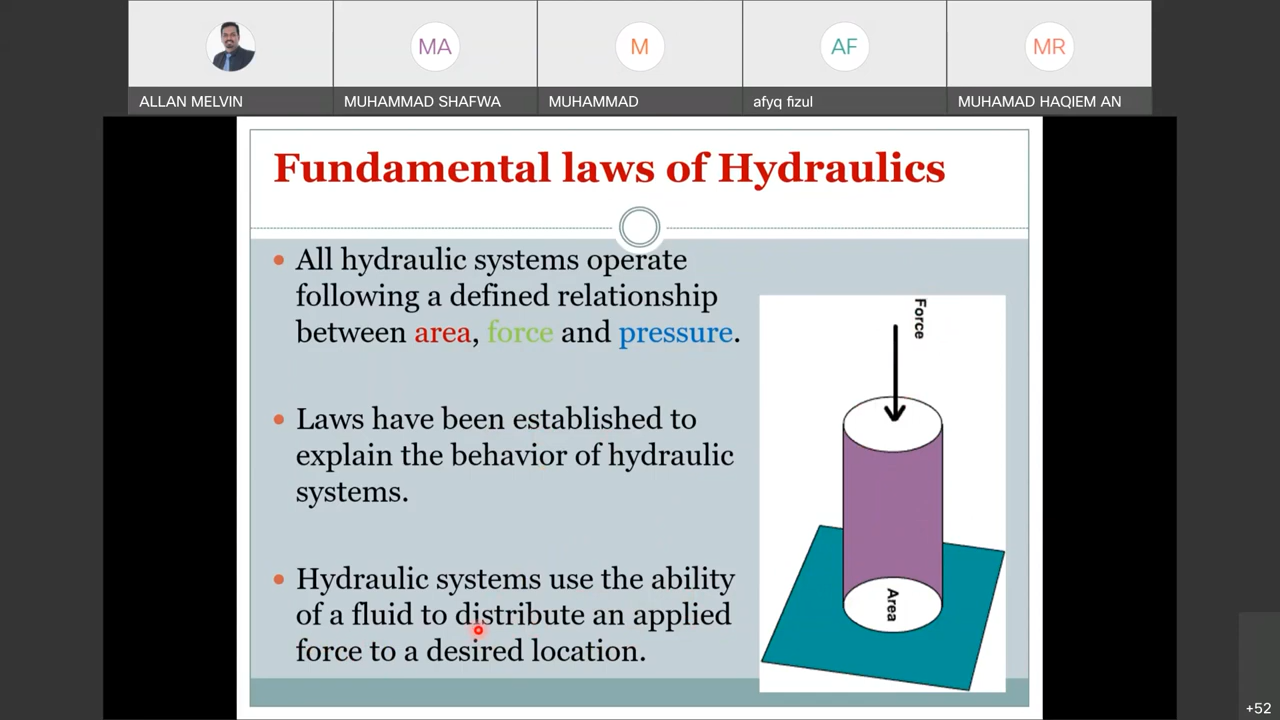 MA
M
AF
MR
ALLAN MELVIN
MUHAMMAD SHAFWA
MUHAMMAD
afyq fizul
MUHAMAD HAQIEM AN
Fundamental laws of Hydraulics
All hydraulic systems operate
following a defined relationship
between area, force and pressure.
Laws have been established to
explain the behavior of hydraulic
systems.
Hydraulic systems use the ability
of a fluid to distribute an applied
force to a desired location.
Force
Area
+52